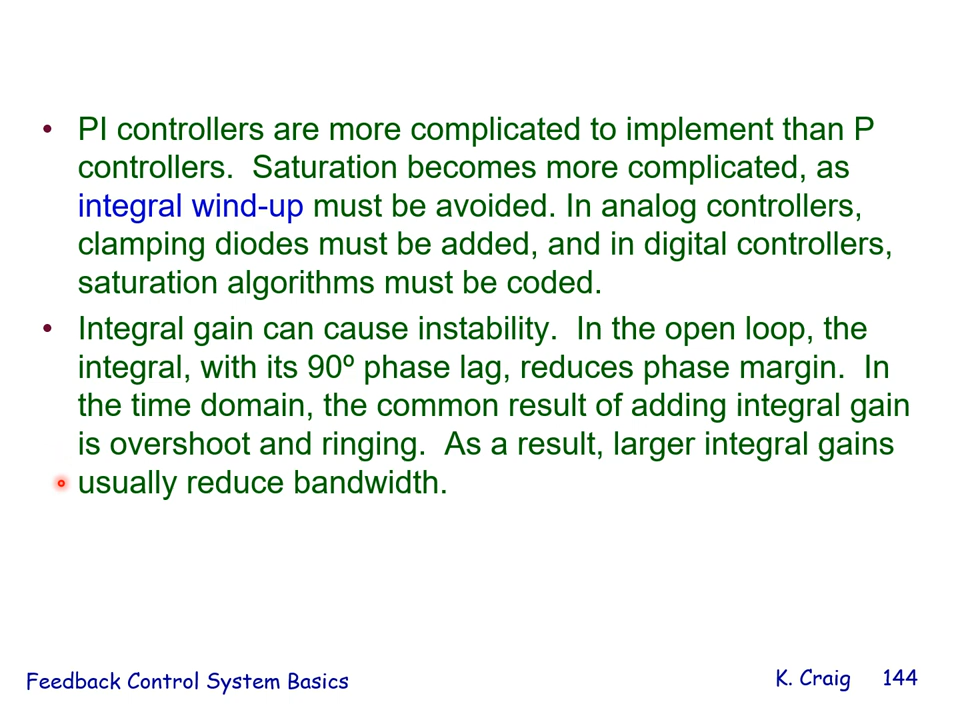 • PI controllers are more complicated to implement than P
controllers.  Saturation becomes more complicated, as
integral wind-up must be avoided. In analog controllers,
clamping diodes must be added, and in digital controllers,
saturation algorithms must be coded.
• Integral gain can cause instability.  In the open loop, the
integral, with its 90º phase lag, reduces phase margin.  In
the time domain, the common result of adding integral gain
is overshoot and ringing.  As a result, larger integral gains
usually reduce bandwidth.
Feedback Control System Basics
K. Craig 144